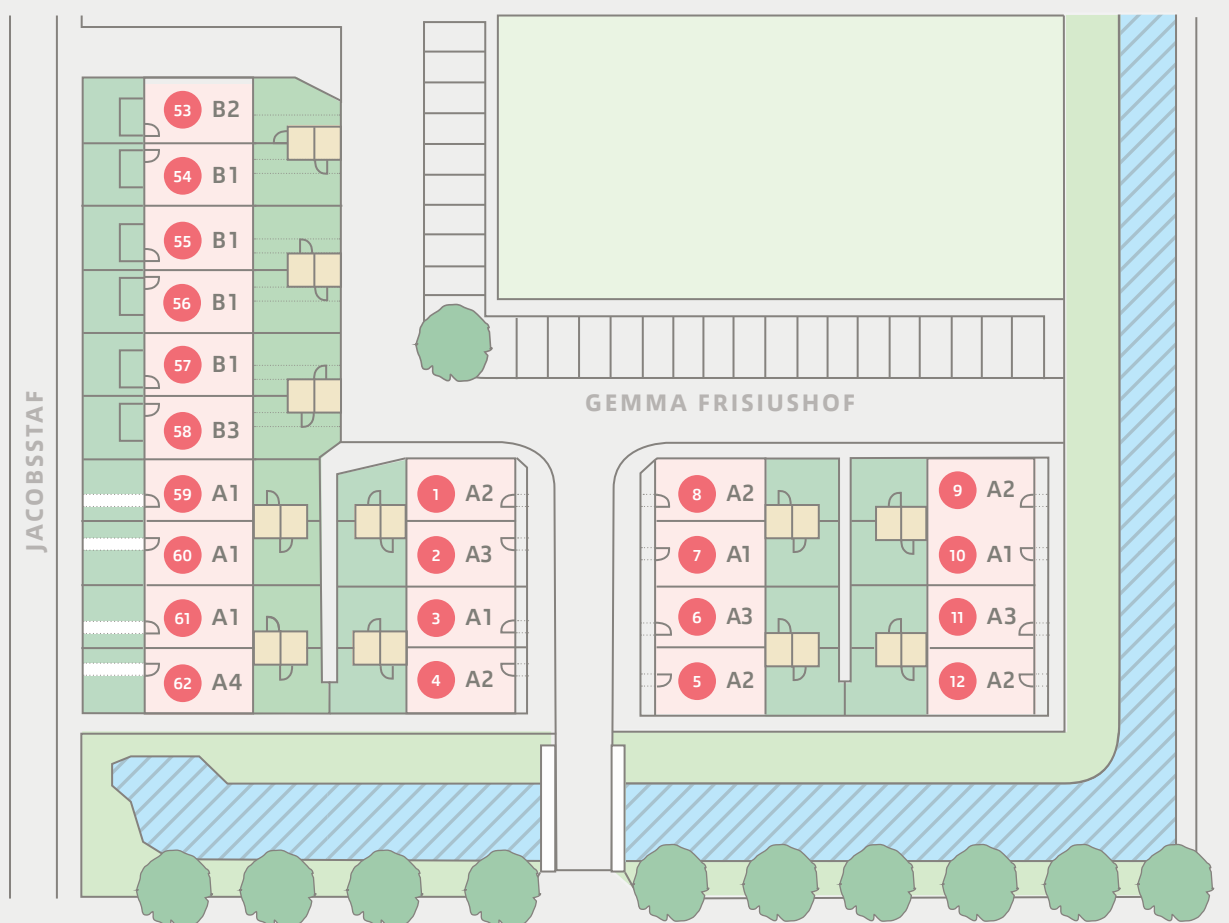 JACOBSSTAF
53 B2
54 B1
55 B1
56 B1
57 B1
58 B3
59 A1
60 A1
61 A1
62 A4
GEMMA FRISIUSHOF
1 A2
2 A3
3 A1
4 A2
8 A2
7 A1
6 A3
5 A2
9 A2
10 A1
11 A3
12 A2